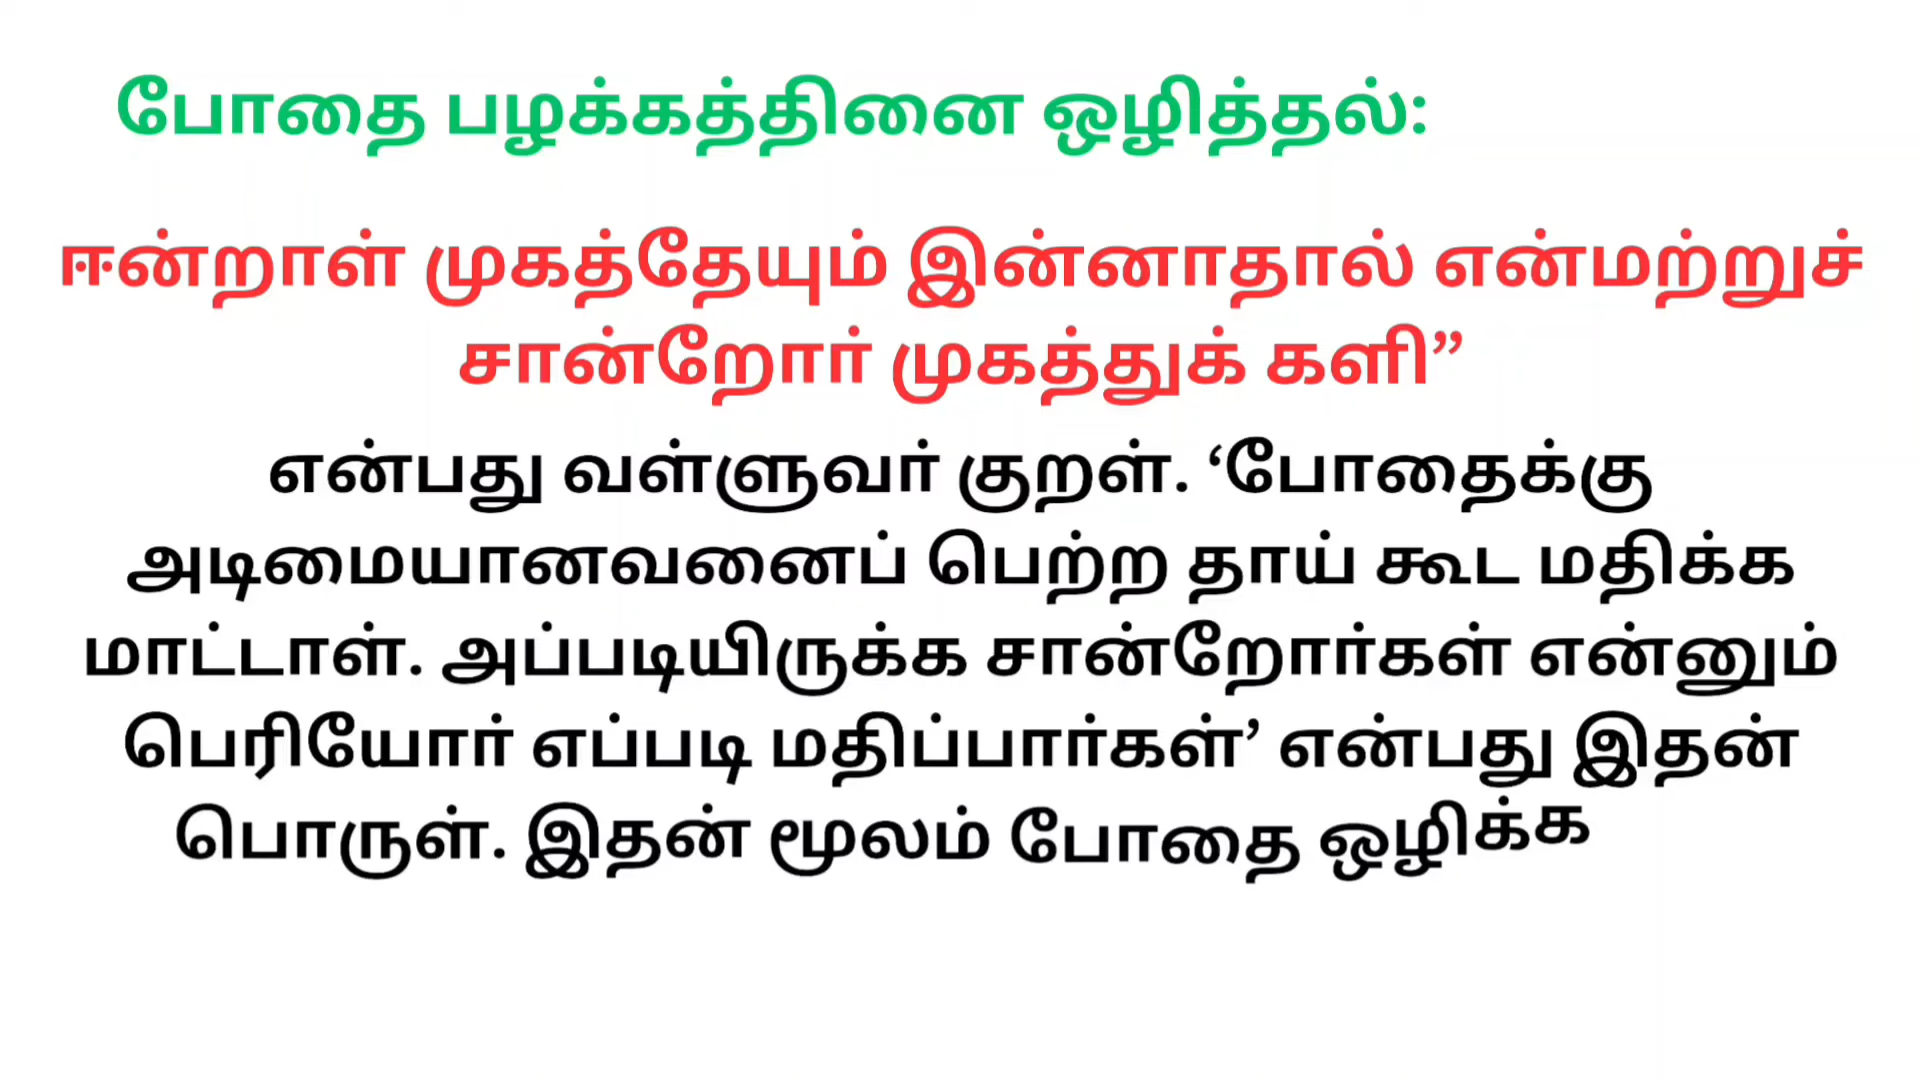 போதை பழக்கத்தினை ஒழித்தல்:
ஈன்றாள் முகத்தேயும் இன்னாதால் என்மற்றுச்
சான்றோர் முகத்துக் களி”
என்பது வள்ளுவர் குறள். ‘போதைக்கு
அடிமையானவனைப் பெற்ற தாய் கூட மதிக்க
மாட்டாள். அப்படியிருக்க சான்றோர்கள் என்னும்
பெரியோர் எப்படி மதிப்பார்கள்’ என்பது இதன்
பொருள். இதன் மூலம் போதை ஒழிக்க